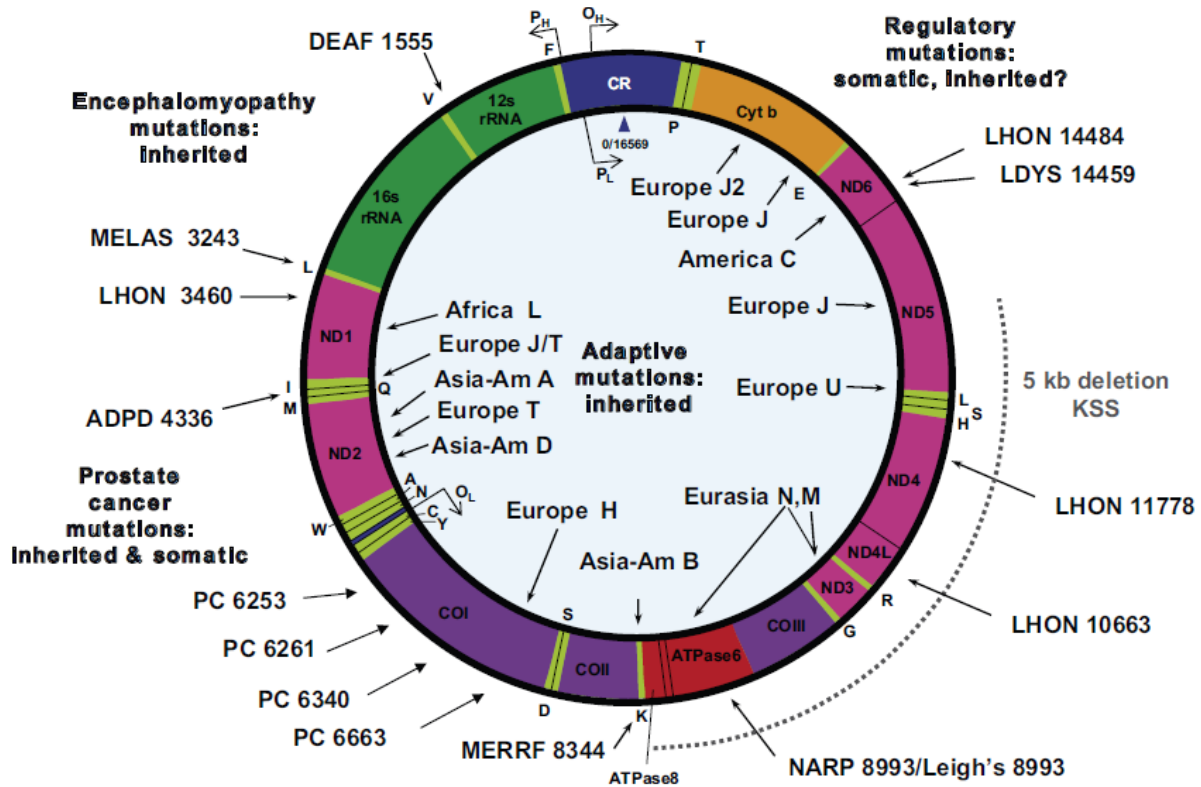 P_H
O_H
DEAF 1555
F
T
Regulatory
mutations:
somatic, inherited?
CR
V
12s
rRNA
Cyt b
Encephalomyopathy
mutations:
inherited
P
0/16569
P_L
LHON 14484
LDYS 14459
Europe J2
E
ND6
Europe J
16s
rRNA
America C
MELAS 3243
L
LHON 3460
Africa L
Europe J
ND5
ND1
Europe J/T
Adaptive
mutations:
inherited
I
Q
Asia-Am A
Europe U
5 kb deletion
KSS
M
L
S
H
ADPD 4336
Europe T
ND2
Asia-Am D
Prostate
cancer
mutations:
inherited & somatic
A
N
O_L
C
Y
W
ND4
Eurasia N,M
LHON 11778
Europe H
Asia-Am B
ND4L
ND3
R
PC 6253
COI
S
COIII
G
LHON 10663
PC 6261
ATPase6
COII
PC 6340
D
K
PC 6663
MERRF 8344
ATPase8
NARP 8993/Leigh's 8993